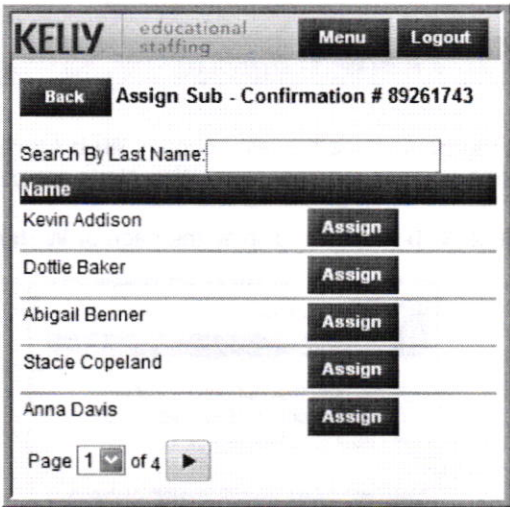 KELLY educational staffing Menu Logout
Back Assign Sub - Confirmation # 89261743
Search By Last Name:
Name
Kevin Addison Assign
Dottie Baker Assign
Abigail Benner Assign
Stacie Copeland Assign
Anna Davis Assign
Page 1 of 4